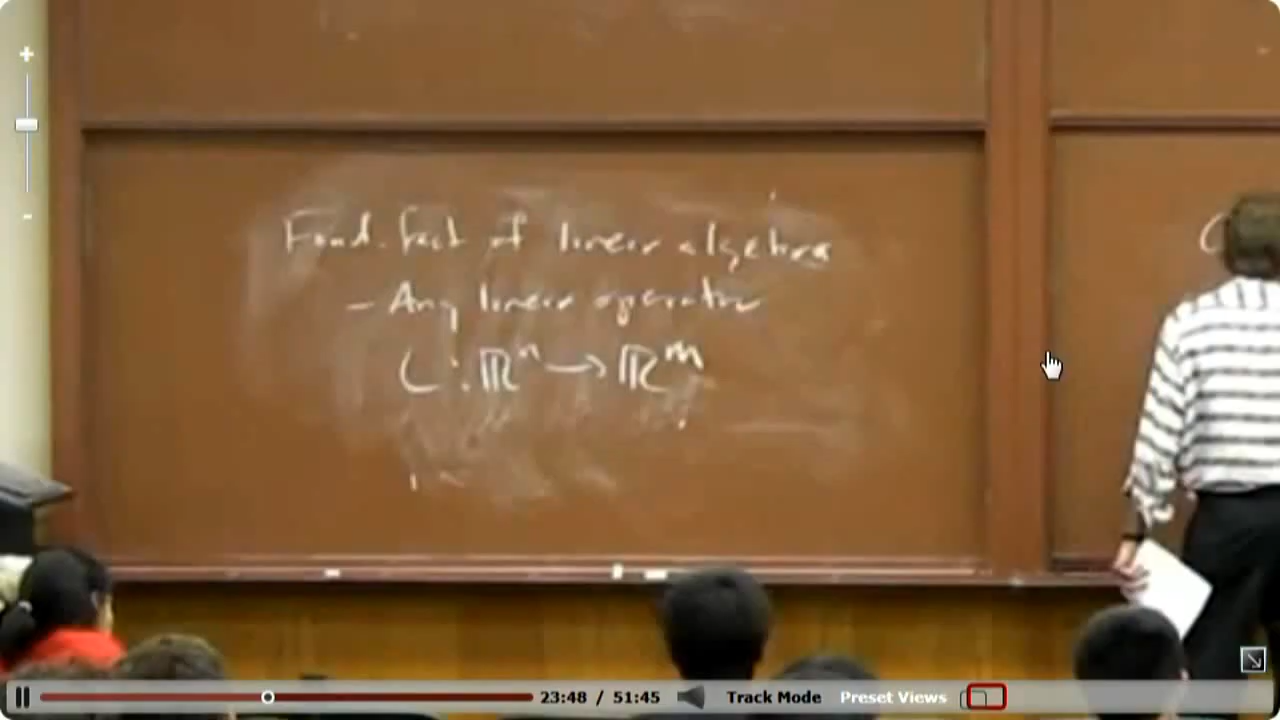 +
-
Fund. fact of linear algebra
- Any linear operator
L : ℝⁿ → ℝᵐ
23:48 / 51:45 Track Mode Preset Views